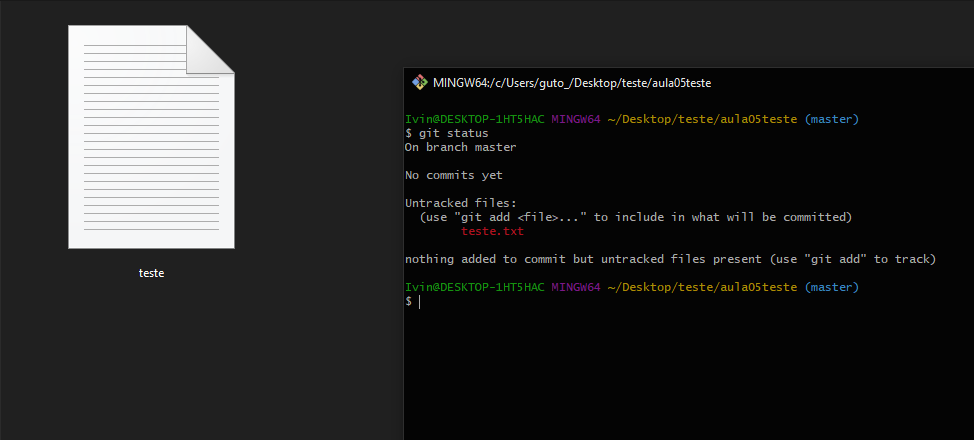 teste
MINGW64:/c/Users/guto_/Desktop/teste/aula05teste
Ivin@DESKTOP-1HT5HAC MINGW64 ~/Desktop/teste/aula05teste (master)
$ git status
On branch master
No commits yet
Untracked files:
(use "git add <file>..." to include in what will be committed)
teste.txt
nothing added to commit but untracked files present (use "git add" to track)
Ivin@DESKTOP-1HT5HAC MINGW64 ~/Desktop/teste/aula05teste (master)
$